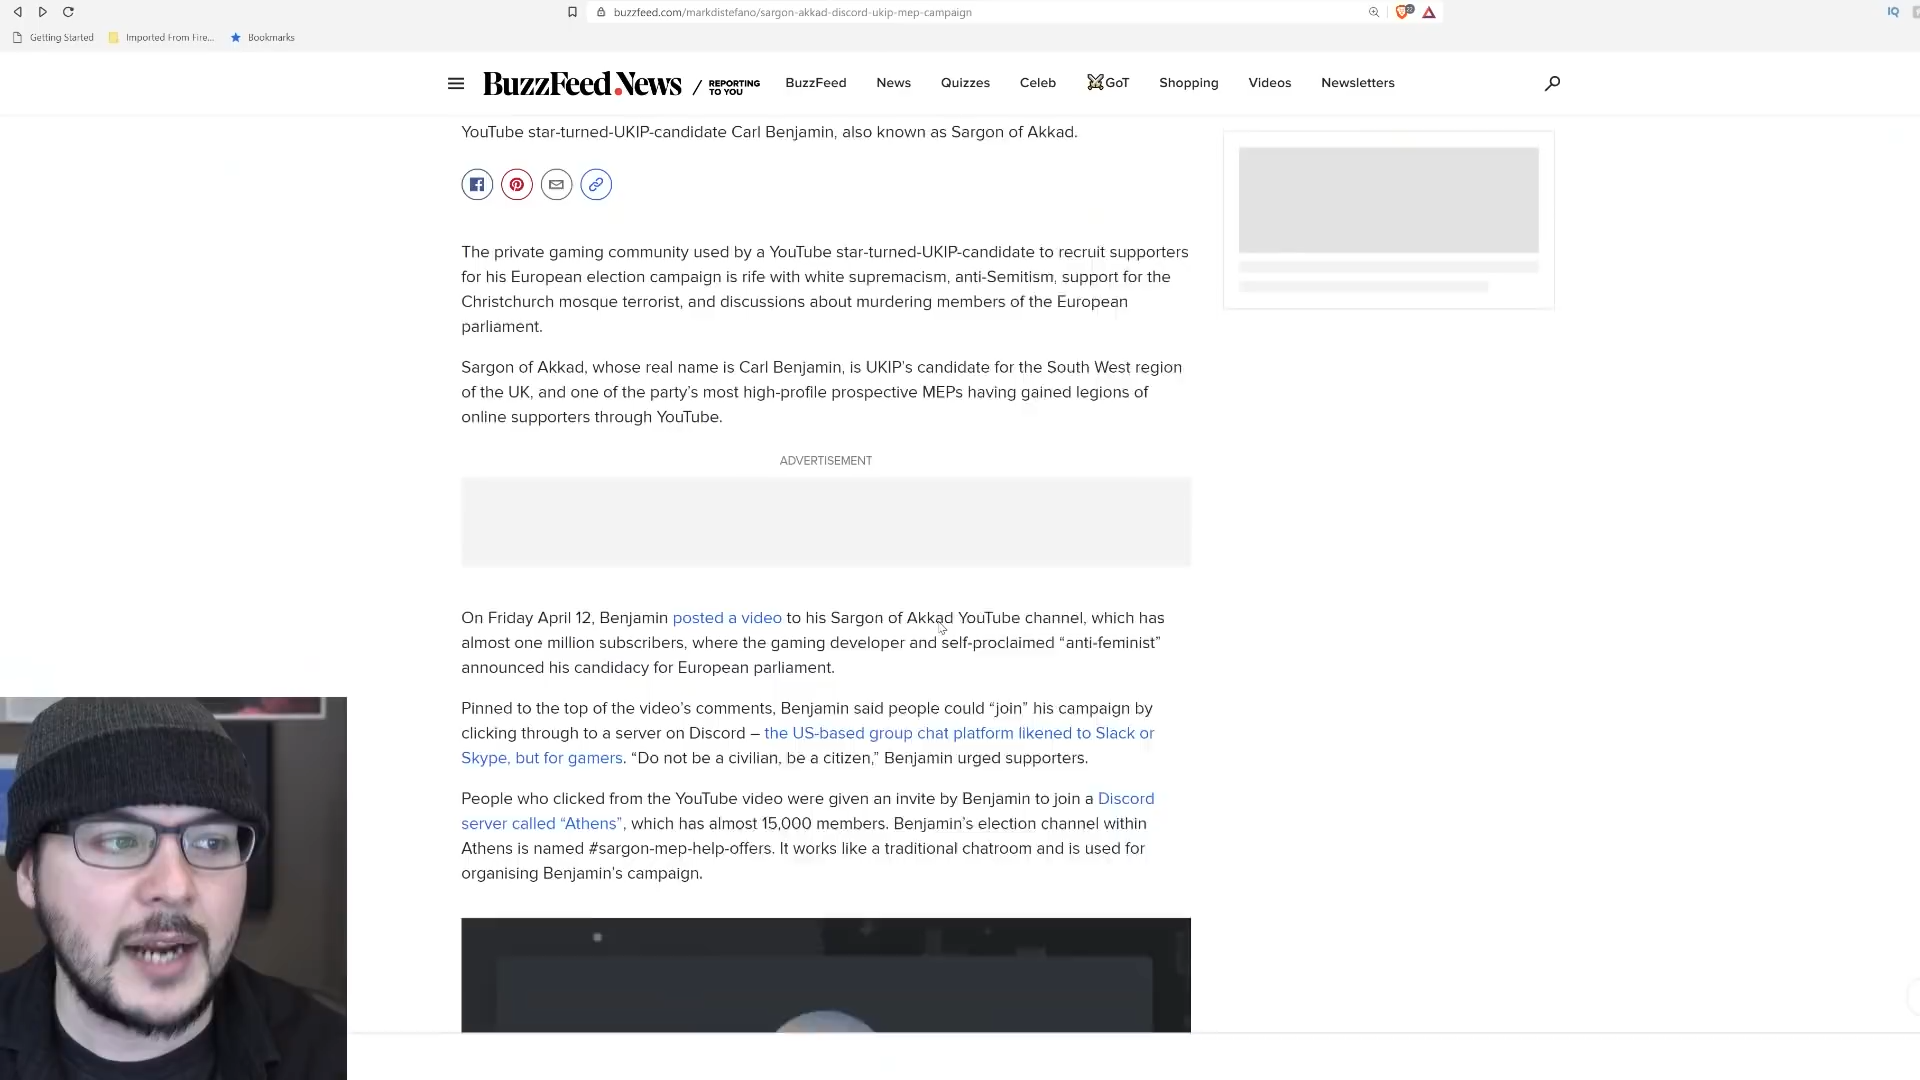 buzzfeed.com/markdistefano/sargon-akkad-discord-ukip-mep-campaign
IQ
Getting Started
Imported From Fire...
Bookmarks
BuzzFeed News / REPORTING TO YOU
BuzzFeed
News
Quizzes
Celeb
GoT
Shopping
Videos
Newsletters
YouTube star-turned-UKIP-candidate Carl Benjamin, also known as Sargon of Akkad.
The private gaming community used by a YouTube star-turned-UKIP-candidate to recruit supporters
for his European election campaign is rife with white supremacism, anti-Semitism, support for the
Christchurch mosque terrorist, and discussions about murdering members of the European
parliament.
Sargon of Akkad, whose real name is Carl Benjamin, is UKIP's candidate for the South West region
of the UK, and one of the party's most high-profile prospective MEPs having gained legions of
online supporters through YouTube.
ADVERTISEMENT
On Friday April 12, Benjamin posted a video to his Sargon of Akkad YouTube channel, which has
almost one million subscribers, where the gaming developer and self-proclaimed “anti-feminist”
announced his candidacy for European parliament.
Pinned to the top of the video's comments, Benjamin said people could “join” his campaign by
clicking through to a server on Discord – the US-based group chat platform likened to Slack or
Skype, but for gamers. “Do not be a civilian, be a citizen,” Benjamin urged supporters.
People who clicked from the YouTube video were given an invite by Benjamin to join a Discord
server called “Athens”, which has almost 15,000 members. Benjamin's election channel within
Athens is named #sargon-mep-help-offers. It works like a traditional chatroom and is used for
organising Benjamin's campaign.